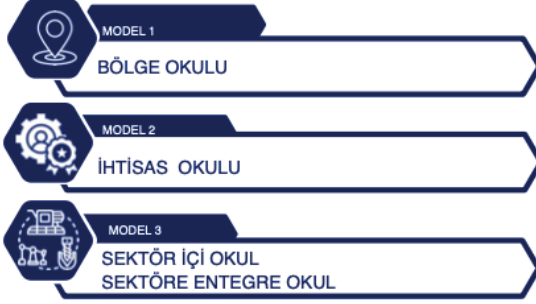 MODEL 1
BÖLGE OKULU
MODEL 2
İHTİSAS OKULU
MODEL 3
SEKTÖR İÇİ OKUL
SEKTÖRE ENTEGRE OKUL